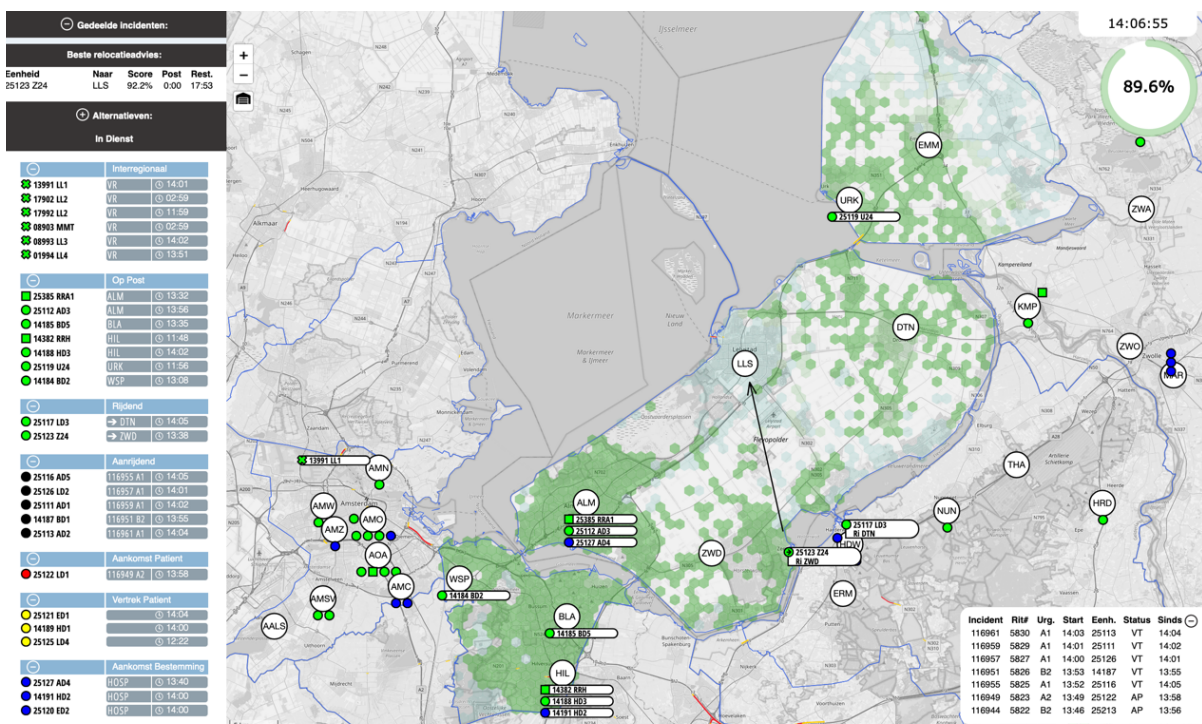 Gedeelde incidenten:
Beste relocatieadvies:
Eenheid Naar Score Post Rest.
25123 Z24 LLS 92.2% 0:00 17:53
Alternatieven:
In Dienst
Interregionaal
13991 LL1 VR 14:01
17902 LL2 VR 02:59
17992 LL2 VR 11:59
08903 MMT VR 02:59
08993 LL3 VR 14:02
01994 LL4 VR 13:51
Op Post
25385 RRA1 ALM 13:32
25112 AD3 ALM 13:56
14185 BD5 BLA 13:35
14382 RRH HIL 11:48
14188 HD3 HIL 14:02
25119 U24 URK 11:56
14184 BD2 WSP 13:08
Rijdend
25117 LD3 → DTN 14:05
25123 Z24 → ZWD 13:38
Aanrijdend
25116 AD5 116955 A1 14:05
25126 LD2 116957 A1 14:01
25111 AD1 116959 A1 14:02
14187 BD1 116951 B2 13:55
25113 AD2 116961 A1 14:04
Aankomst Patient
25122 LD1 116949 A2 13:58
Vertrek Patient
25121 ED1 14:04
14189 HD1 14:00
25125 LD4 12:22
Aankomst Bestemming
25127 AD4 HOSP 13:40
14191 HD2 HOSP 14:00
25120 ED2 HOSP 14:00
+
−
14:06:55
89.6%
IJsselmeer
Enkhuizen
Alkmaar
Markermeer
Markermeer
& IJmeer
Nieuw
Land
Oostvaardersplassen
Flevopolder
Kampereiland
Zwolle
Amsterdam
EMM
URK
25119 U24
ZWA
KMP
DTN
ZWO
MAR
LLS
THA
HRD
NUN
13991 LL1
AMN
AMW
AMO
AMZ
AOA
AMC
AMSV
AALS
ALM
25385 RRA1
25112 AD3
25127 AD4
ZWD
25117 LD3
Ri DTN
HDW
25123 Z24
Ri ZWD
ERM
WSP
14184 BD2
BLA
14185 BD5
HIL
14382 RRH
14188 HD3
14191 HD2
Incident Rit# Urg. Start Eenh. Status Sinds
116961 5830 A1 14:03 25113 VT 14:04
116959 5829 A1 14:01 25111 VT 14:02
116957 5827 A1 14:00 25126 VT 14:01
116951 5826 B2 13:53 14187 VT 13:55
116955 5825 A1 13:52 25116 VT 14:05
116949 5823 A2 13:49 25122 AP 13:58
116944 5822 B2 13:46 25213 AP 13:56